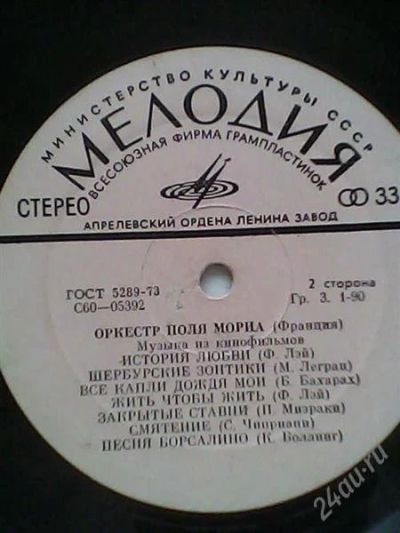 МИНИСТЕРСТВО КУЛЬТУРЫ СССР
МЕЛОДИЯ
ВСЕСОЮЗНАЯ ФИРМА ГРАМПЛАСТИНОК
СТЕРЕО
33
АПРЕЛЕВСКИЙ ОРДЕНА ЛЕНИНА ЗАВОД
ГОСТ 5289-73
С60—05392
2 сторона
Гр. 3. 1-90
ОРКЕСТР ПОЛЯ МОРИА (Франция)
Музыка из кинофильмов
ИСТОРИЯ ЛЮБВИ (Ф. Лэй)
ШЕРБУРСКИЕ ЗОНТИКИ (М. Легран)
ВСЕ КАПЛИ ДОЖДЯ МОИ (Б. Бахарах)
ЖИТЬ ЧТОБЫ ЖИТЬ (Ф. Лэй)
ЗАКРЫТЫЕ СТАВНИ (П. Мизраки)
СМЯТЕНИЕ (С. Чиприани)
ПЕСНЯ БОРСАЛИНО (К. Боллинг)
24au.ru